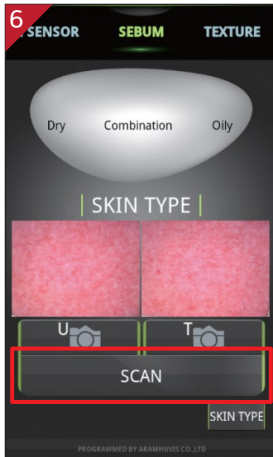 6
SENSOR SEBUM TEXTURE
Dry Combination Oily
SKIN TYPE
U T
SCAN
SKIN TYPE
PROGRAMMED BY ARAMHUVIS CO.,LTD